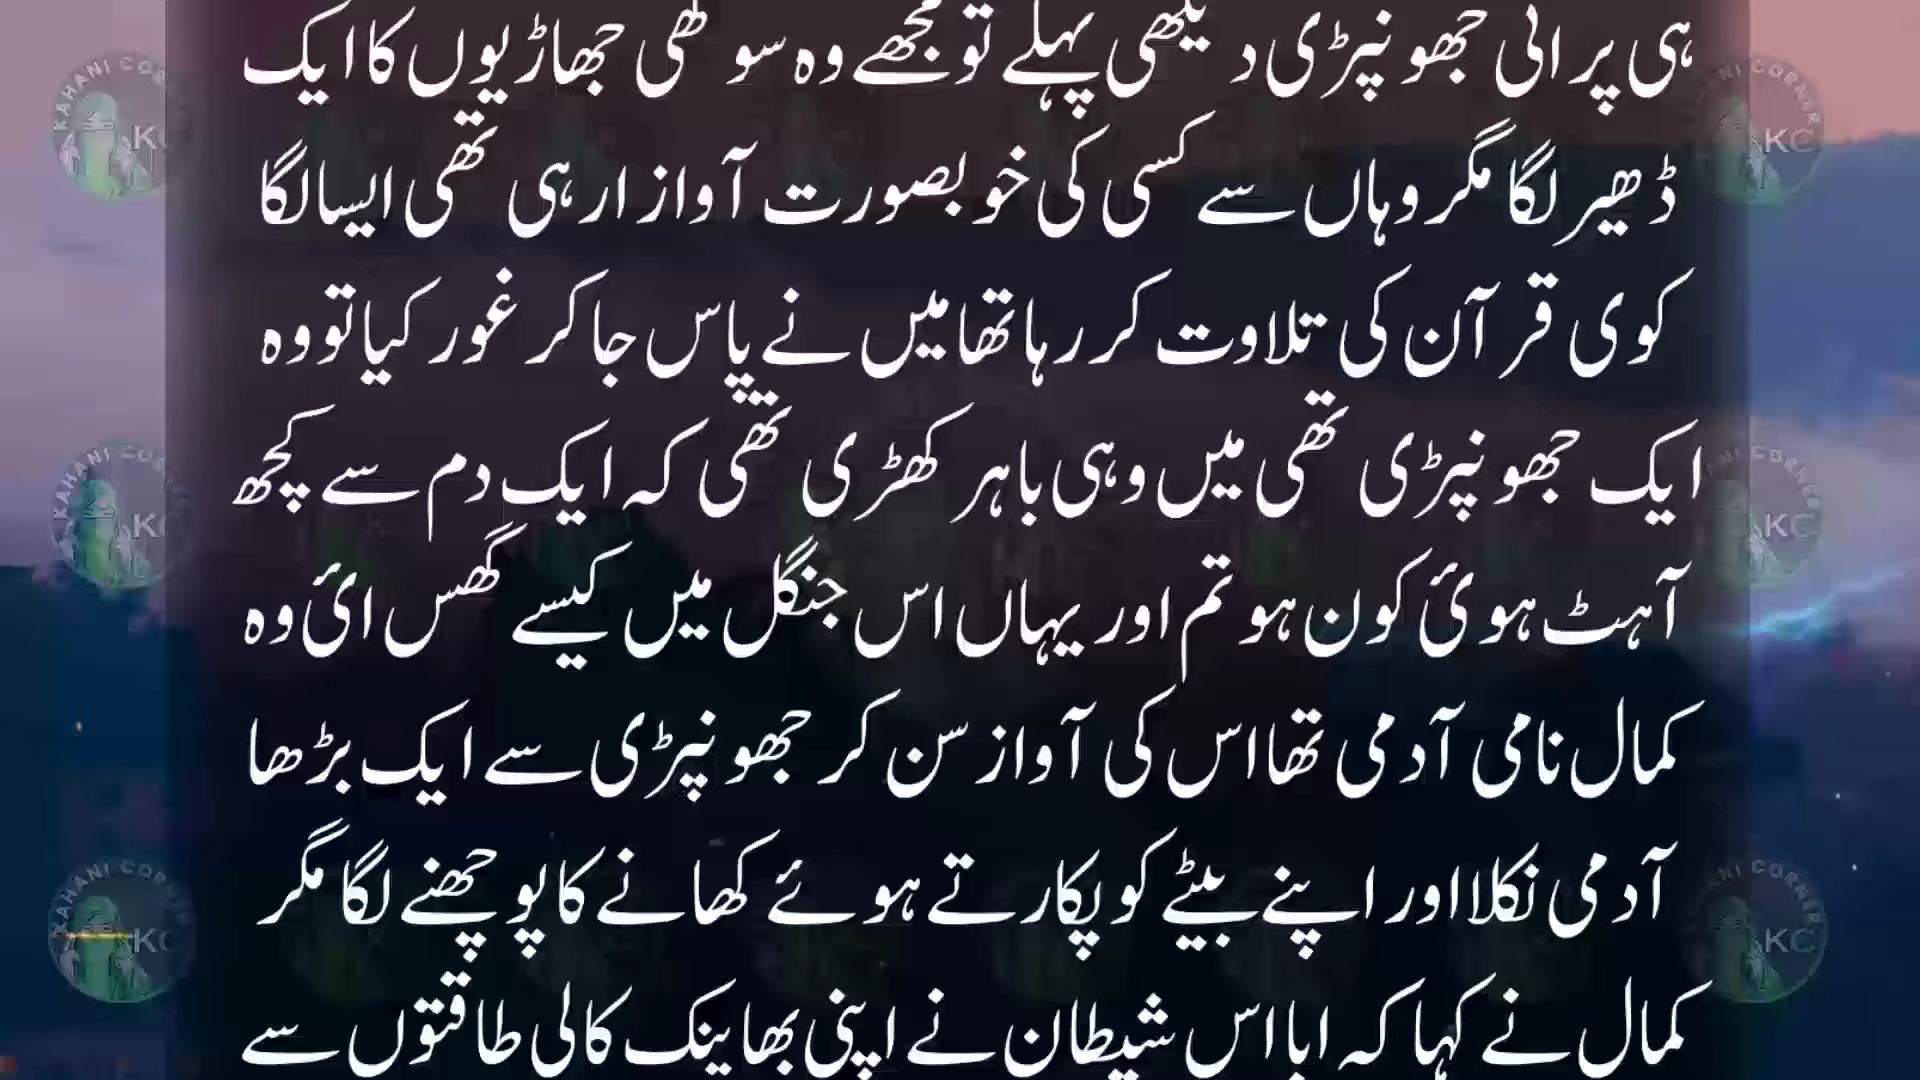 ہی پرانی جھونپڑی دیکھی پہلے تو مجھے وہ سوکھی جھاڑیوں کا ایک
ڈھیر لگا مگر وہاں سے کسی کی خوبصورت آواز ارہی تھی ایسا لگا
کوی قرآن کی تلاوت کر رہا تھا میں نے پاس جا کر غور کیا تو وہ
ایک جھونپڑی تھی میں وہی باہر کھڑی تھی کہ ایک دم سے کچھ
آہٹ ہوئ کون ہو تم اور یہاں اس جنگل میں کیسے گھس ائ وہ
کمال نامی آدمی تھا اس کی آواز سن کر جھونپڑی سے ایک بڑھا
آدمی نکلا اور اپنے بیٹے کو پکارتے ہوئے کھانے کا پوچھنے لگا مگر
کمال نے کہا کہ ابا اس شیطان نے اپنی بھاینک کالی طاقتوں سے
KAHANI CORNER
KC